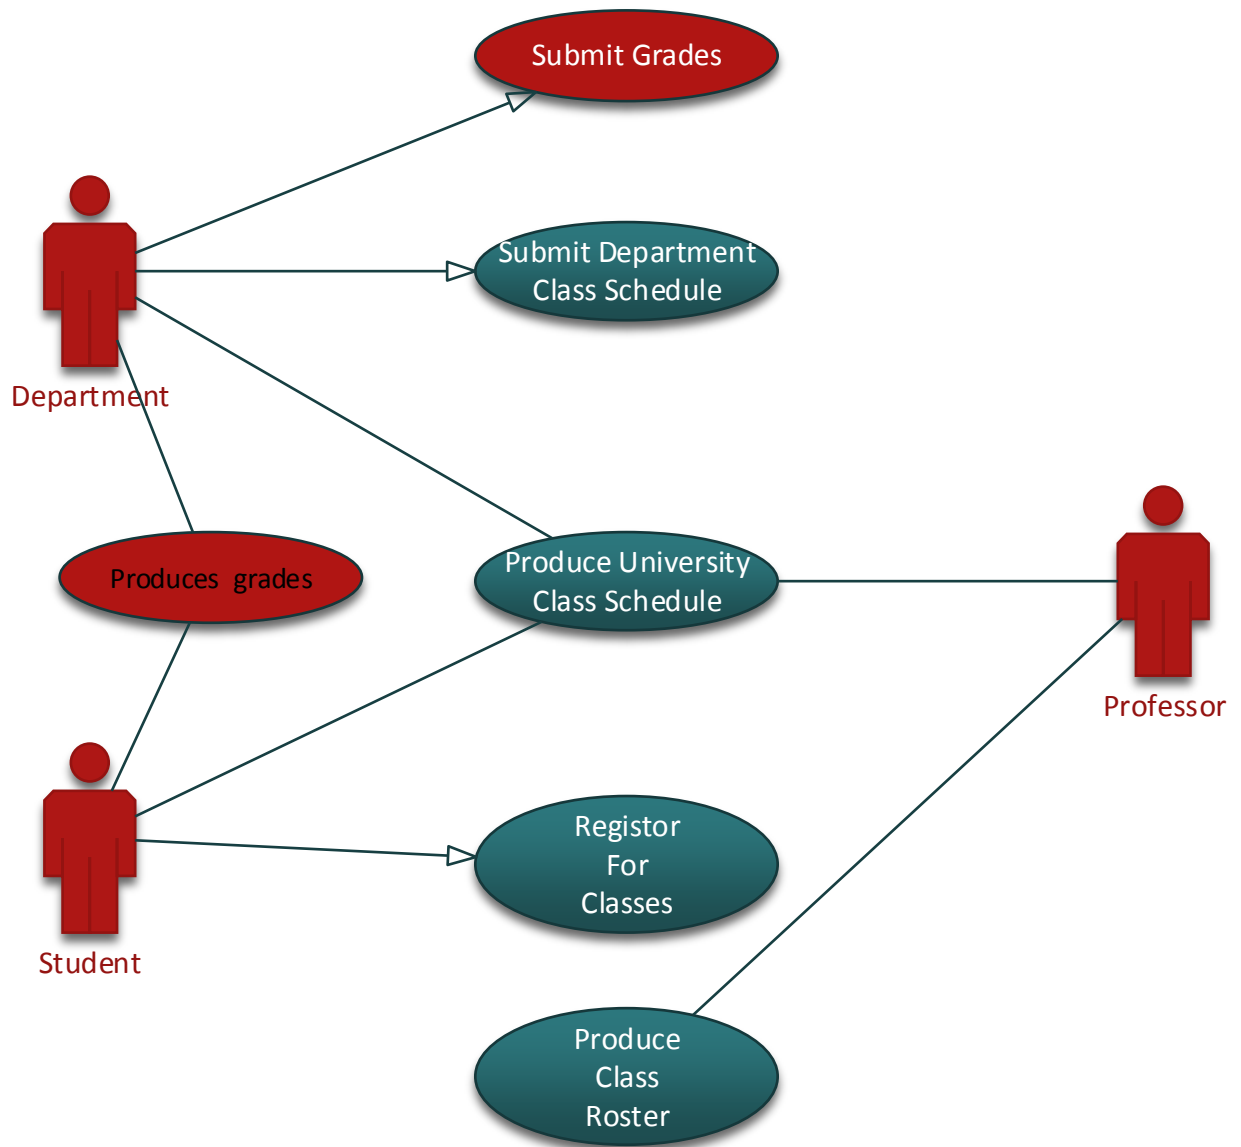 Submit Grades
Submit Department
Class Schedule
Department
Produces grades
Produce University
Class Schedule
Professor
Registor
For
Classes
Student
Produce
Class
Roster